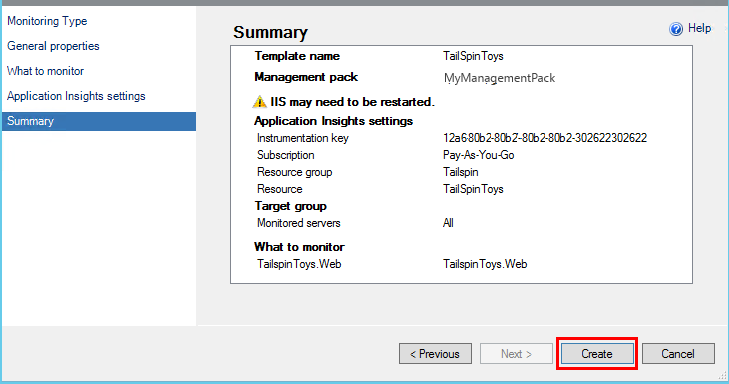 Monitoring Type
General properties
What to monitor
Application Insights settings
Summary
Summary
Help
Template name TailSpinToys
Management pack MyManagementPack
IIS may need to be restarted.
Application Insights settings
Instrumentation key 12a680b2-80b2-80b2-80b2-302622302622
Subscription Pay-As-You-Go
Resource group Tailspin
Resource TailSpinToys
Target group
Monitored servers All
What to monitor
TailspinToys.Web TailspinToys.Web
< Previous Next > Create Cancel